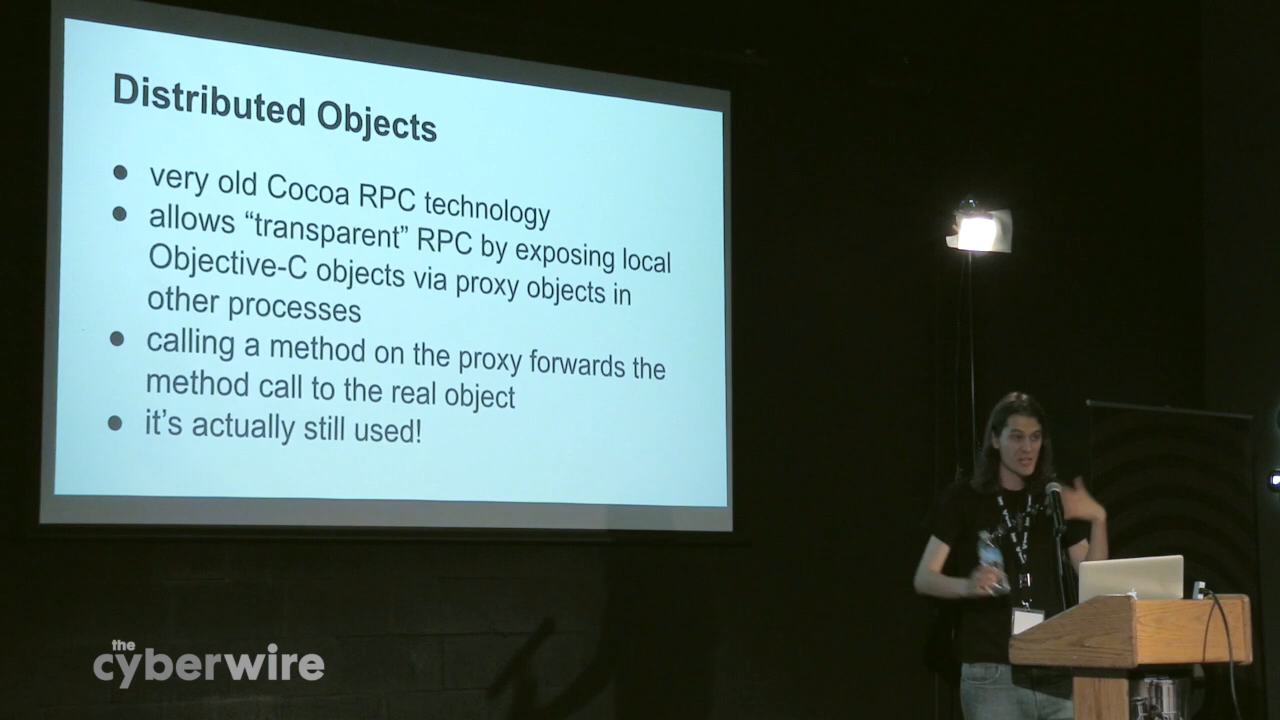 Distributed Objects
● very old Cocoa RPC technology
● allows “transparent” RPC by exposing local
Objective-C objects via proxy objects in
other processes
● calling a method on the proxy forwards the
method call to the real object
● it’s actually still used!
the
cyberwire